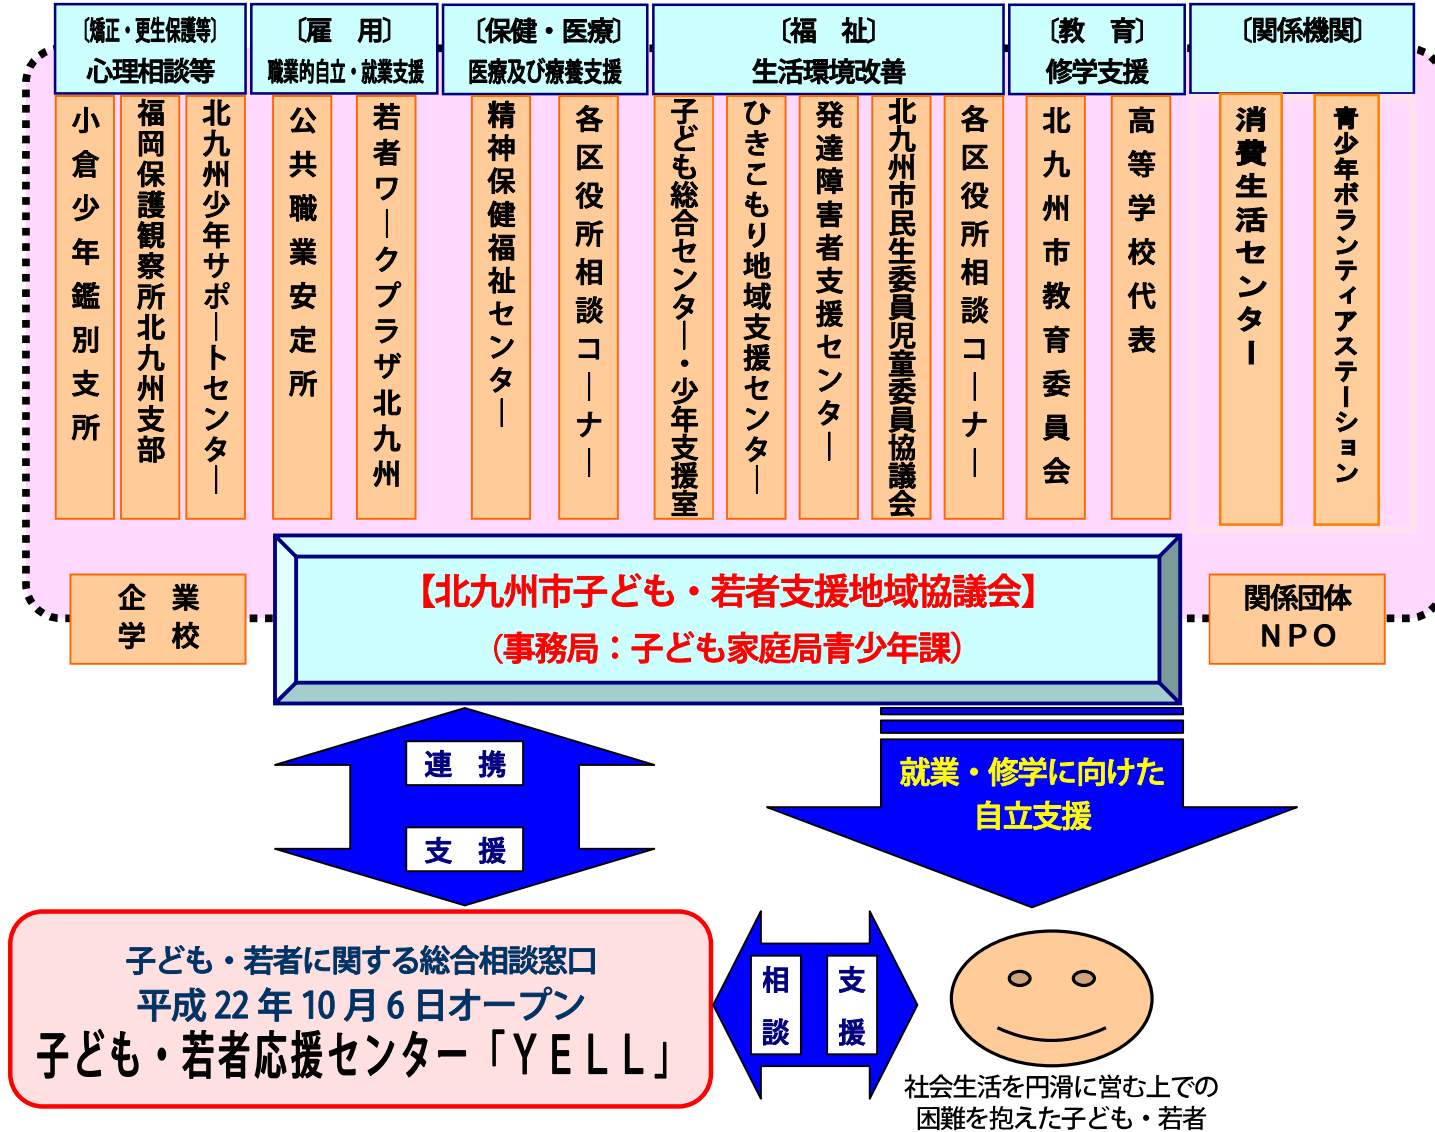 〔矯正・更生保護等〕
心理相談等
〔雇　用〕
職業的自立・就業支援
〔保健・医療〕
医療及び療養支援
〔福　祉〕
生活環境改善
〔教　育〕
修学支援
〔関係機関〕
小倉少年鑑別支所
福岡保護観察所北九州支部
北九州少年サポートセンター
公共職業安定所
若者ワークプラザ北九州
精神保健福祉センター
各区役所相談コーナー
子ども総合センター・少年支援室
ひきこもり地域支援センター
発達障害者支援センター
北九州市民生委員児童委員協議会
各区役所相談コーナー
北九州市教育委員会
高等学校代表
消費生活センター
青少年ボランティアステーション
企　業
学　校
【北九州市子ども・若者支援地域協議会】
（事務局：子ども家庭局青少年課）
関係団体
ＮＰＯ
連　携
支　援
就業・修学に向けた
自立支援
子ども・若者に関する総合相談窓口
平成 22 年 10 月 6 日オープン
子ども・若者応援センター「ＹＥＬＬ」
相談
支援
社会生活を円滑に営む上での
困難を抱えた子ども・若者